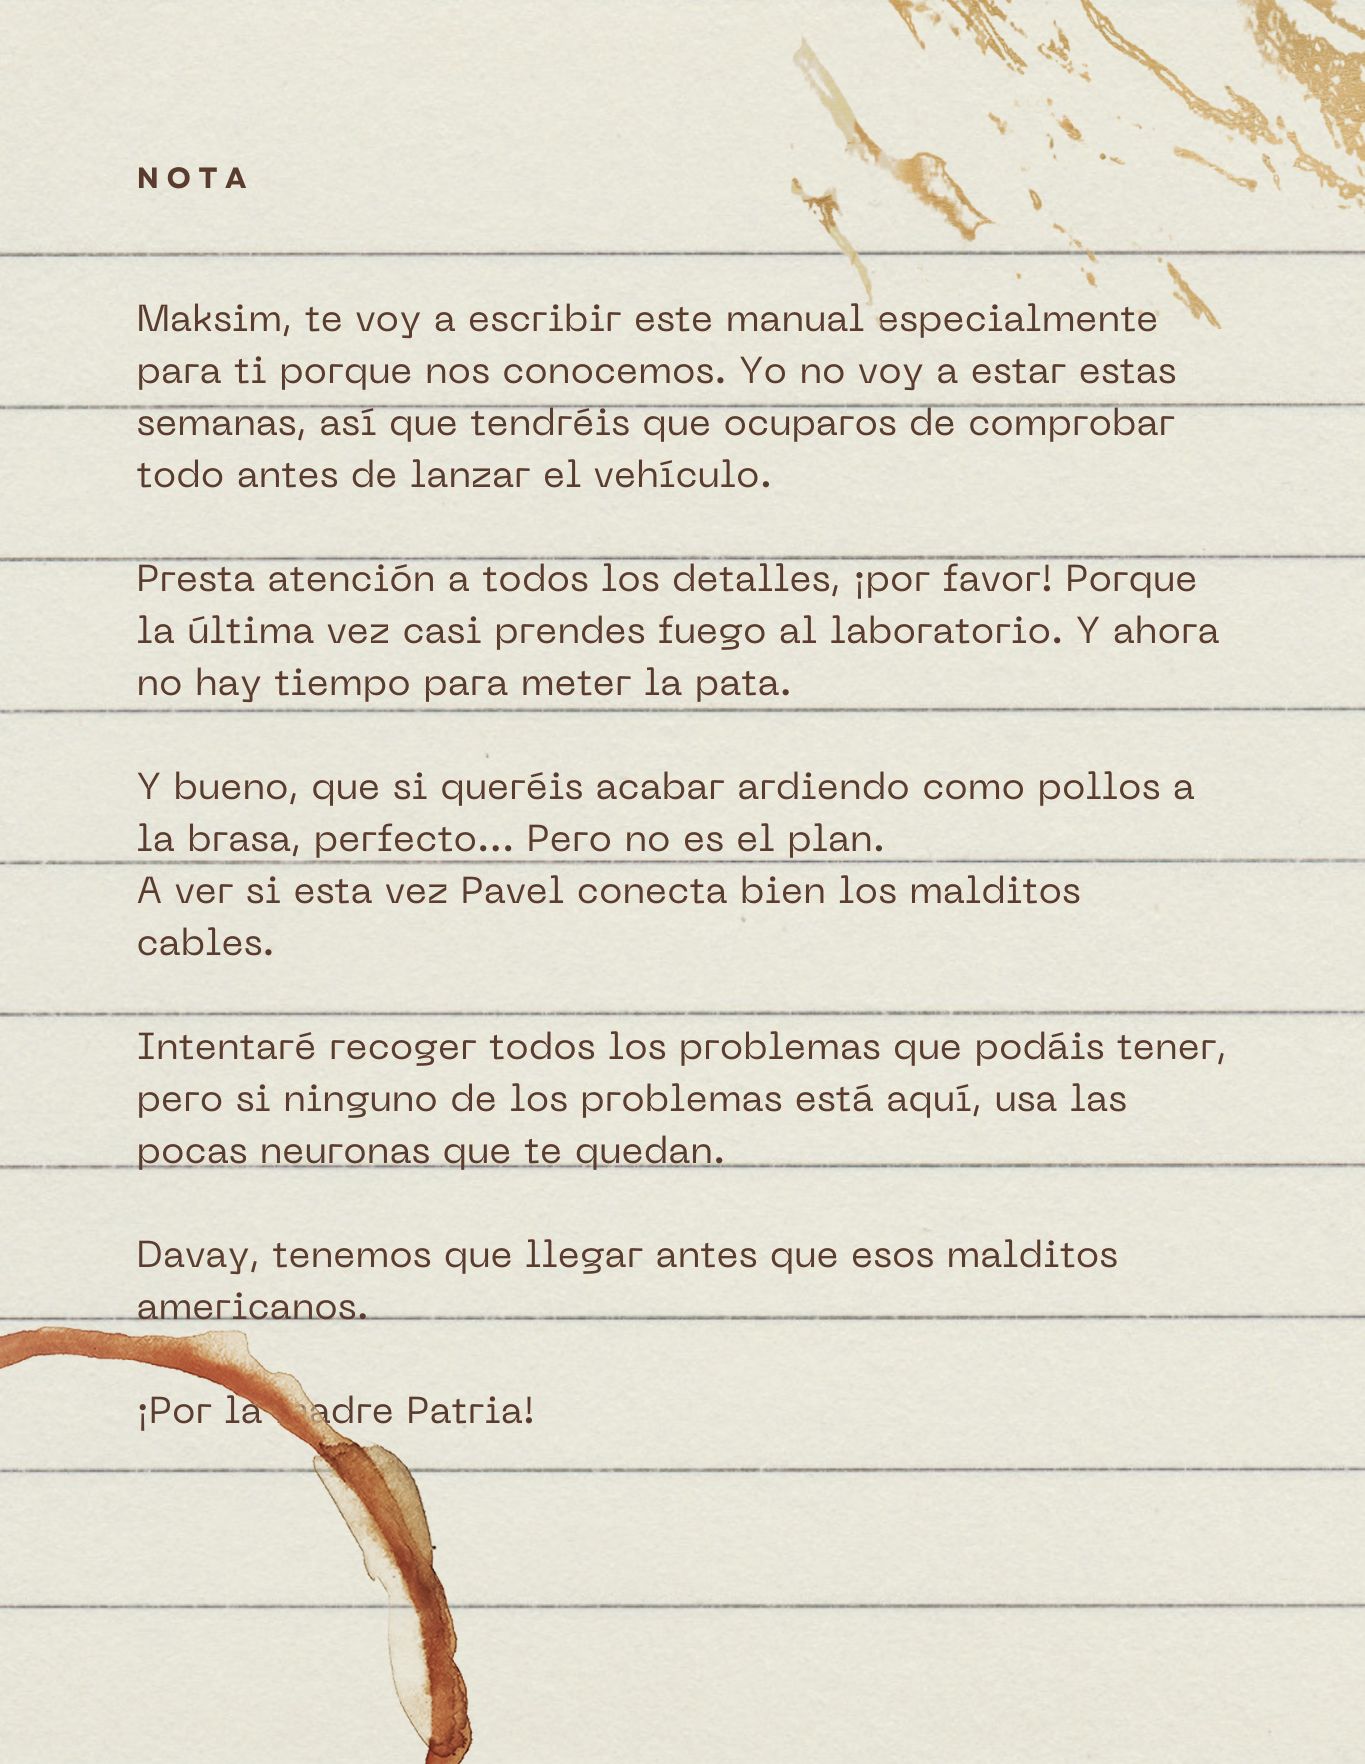 NOTA
Maksim, te voy a escribir este manual especialmente
para ti porque nos conocemos. Yo no voy a estar estas
semanas, así que tendréis que ocuparos de comprobar
todo antes de lanzar el vehículo.
Presta atención a todos los detalles, ¡por favor! Porque
la última vez casi prendes fuego al laboratorio. Y ahora
no hay tiempo para meter la pata.
Y bueno, que si queréis acabar ardiendo como pollos a
la brasa, perfecto... Pero no es el plan.
A ver si esta vez Pavel conecta bien los malditos
cables.
Intentaré recoger todos los problemas que podáis tener,
pero si ninguno de los problemas está aquí, usa las
pocas neuronas que te quedan.
Davay, tenemos que llegar antes que esos malditos
americanos.
¡Por la madre Patria!